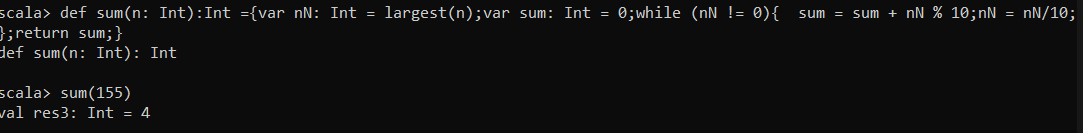 scala> def sum(n: Int):Int ={var nN: Int = largest(n);var sum: Int = 0;while (nN != 0){  sum = sum + nN % 10;nN = nN/10;
};return sum;}
def sum(n: Int): Int
scala> sum(155)
val res3: Int = 4